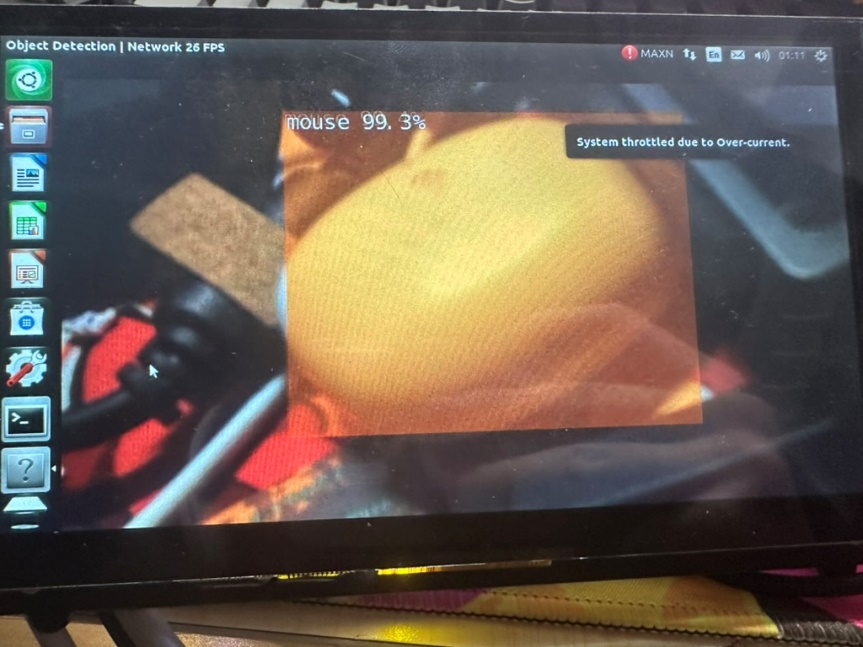 Object Detection | Network 26 FPS
MAXN
En
01:11
mouse 99.3%
System throttled due to Over-current.
>_
?